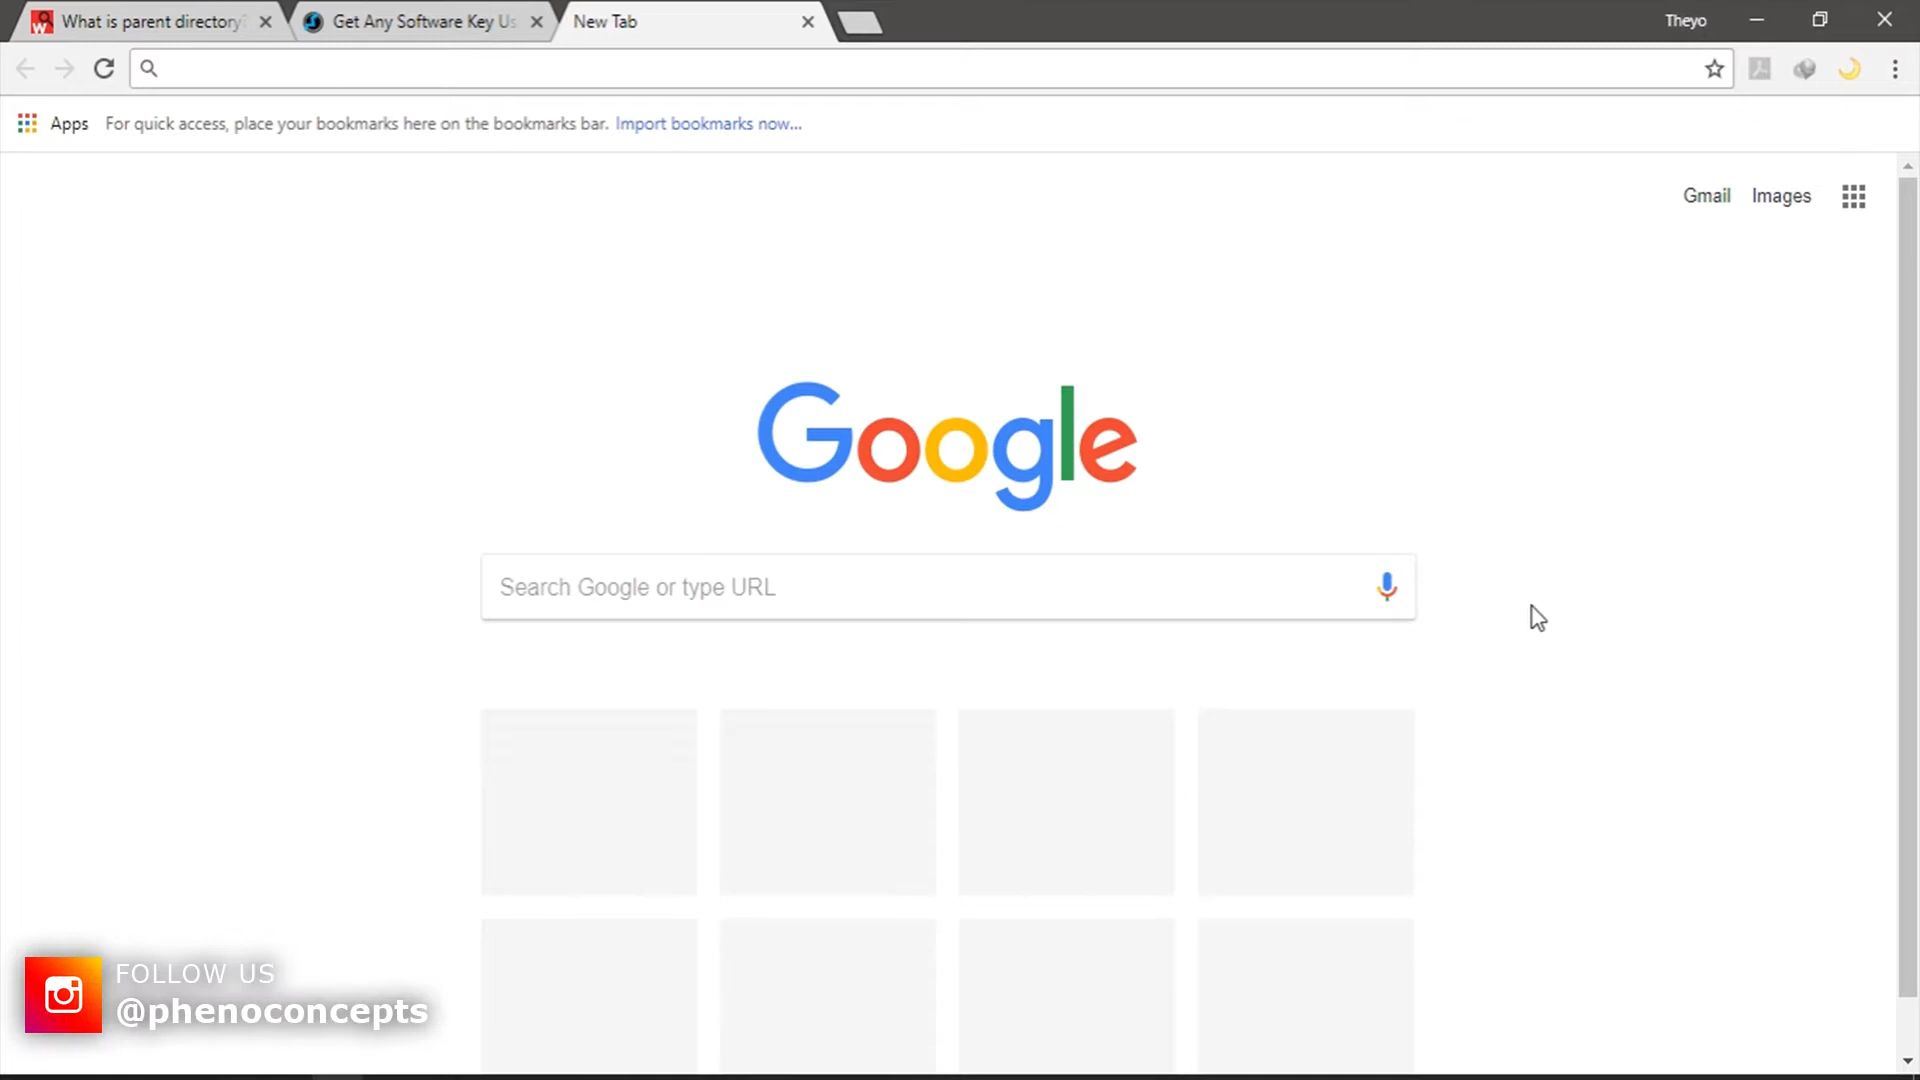 What is parent directory?
Get Any Software Key Us
New Tab
Theyo
Apps
For quick access, place your bookmarks here on the bookmarks bar. Import bookmarks now...
Gmail
Images
Google
Search Google or type URL
FOLLOW US
@phenoconcepts